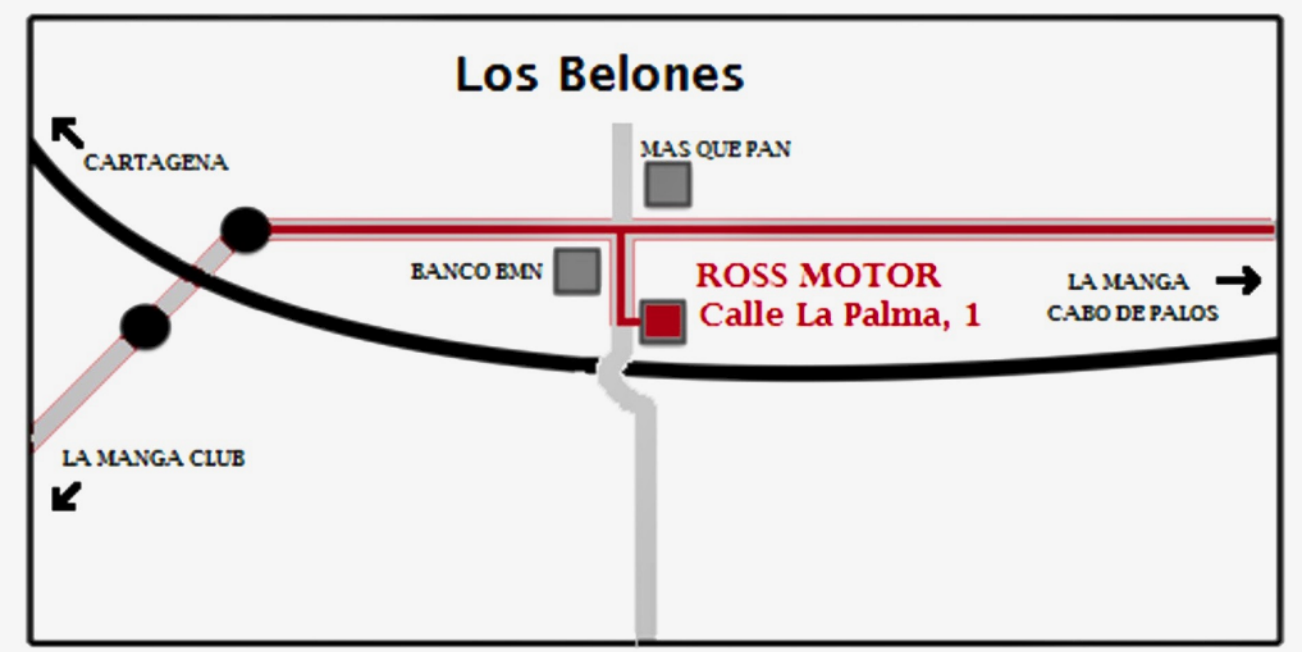 Los Belones
MAS QUE PAN
CARTAGENA
BANCO BMN
ROSS MOTOR
Calle La Palma, 1
LA MANGA
CABO DE PALOS
LA MANGA CLUB